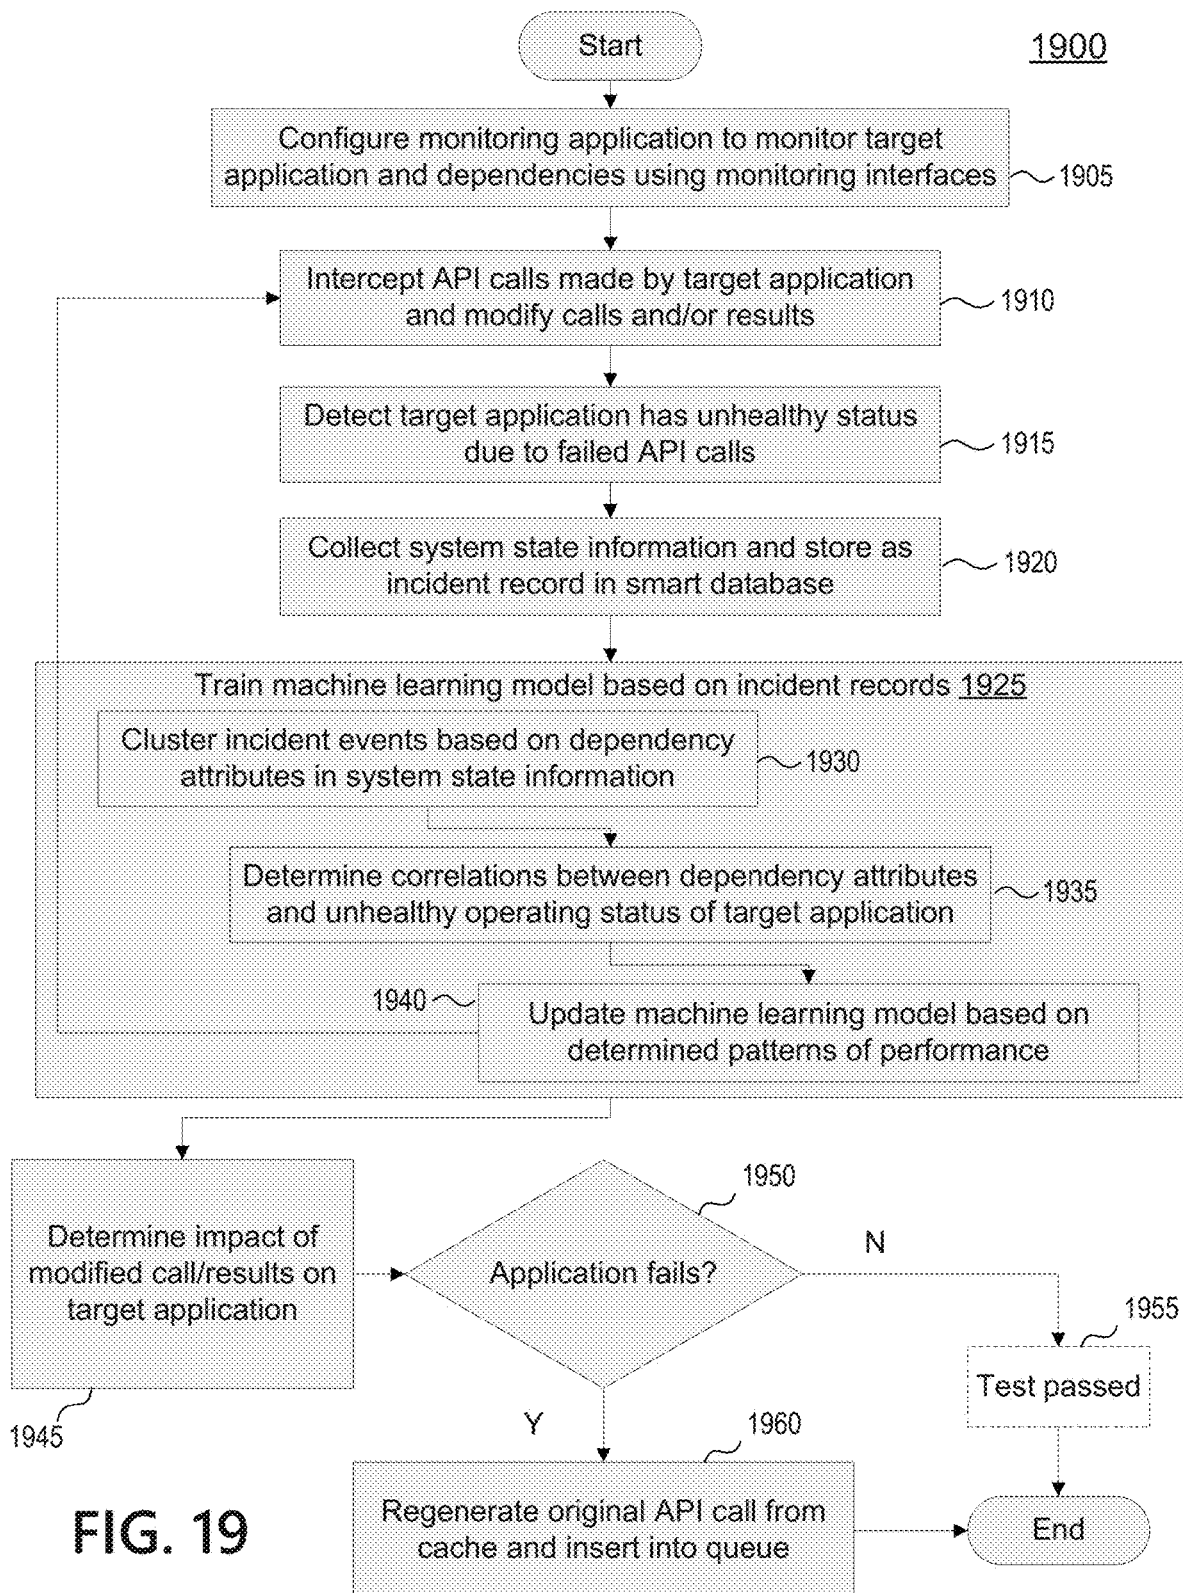 Start
1900
Configure monitoring application to monitor target
application and dependencies using monitoring interfaces
1905
Intercept API calls made by target application
and modify calls and/or results
1910
Detect target application has unhealthy status
due to failed API calls
1915
Collect system state information and store as
incident record in smart database
1920
Train machine learning model based on incident records 1925
Cluster incident events based on dependency
attributes in system state information
1930
Determine correlations between dependency attributes
and unhealthy operating status of target application
1935
1940
Update machine learning model based on
determined patterns of performance
Determine impact of
modified call/results on
target application
1945
Application fails?
1950
N
Y
1955
Test passed
1960
Regenerate original API call from
cache and insert into queue
End
FIG. 19